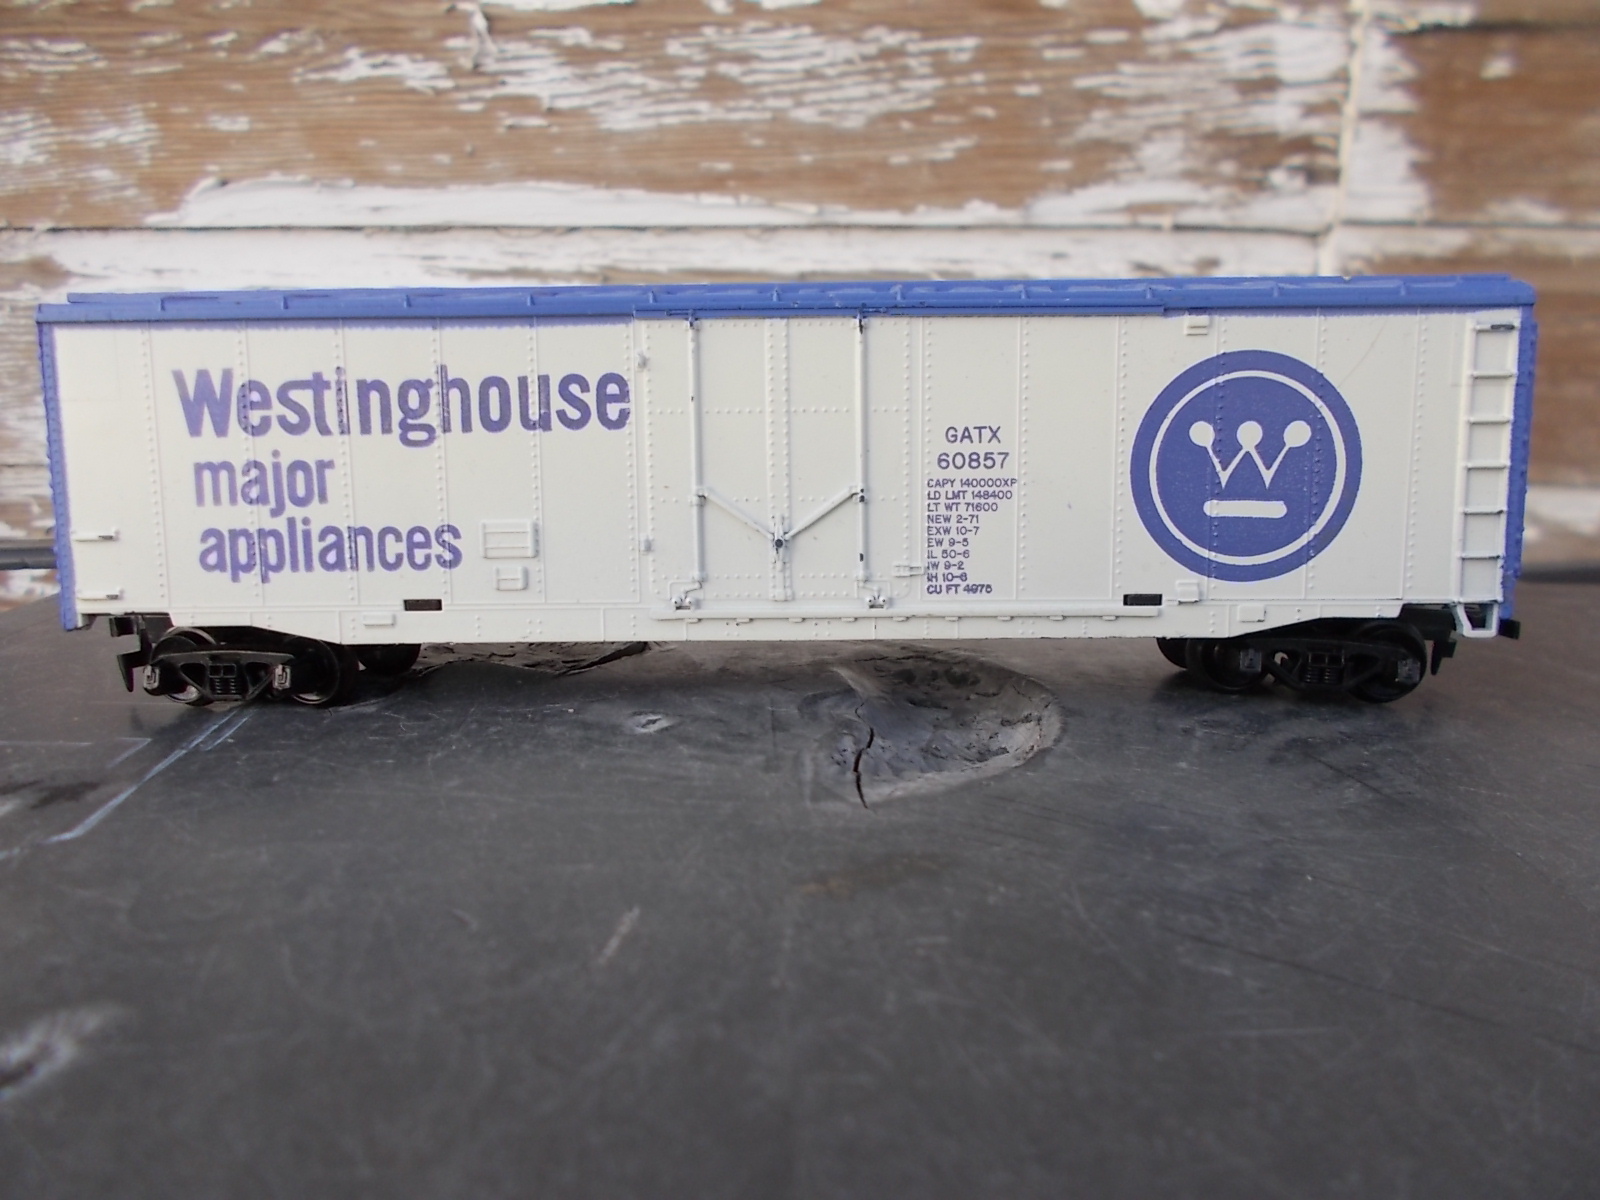 Westinghouse
major
appliances
GATX
60857
CAPY 140000XP
LD LMT 148400
LT WT 71600
NEW 2-71
EXW 10-7
EW 9-5
IL 50-6
IW 9-2
IH 10-6
CU FT 4975
W